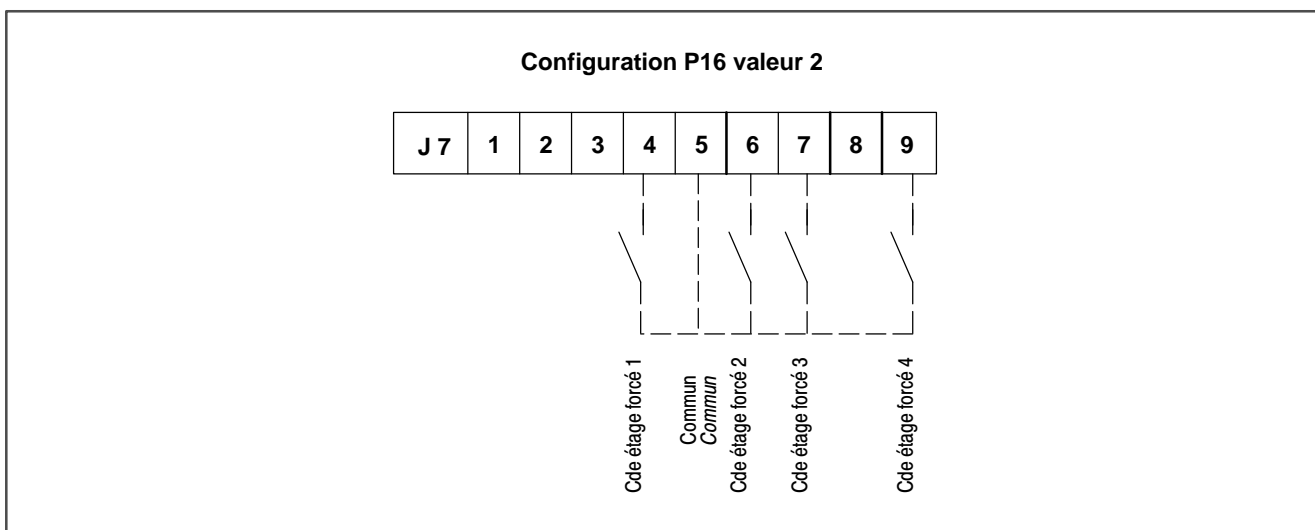 Configuration P16 valeur 2
J 7 1 2 3 4 5 6 7 8 9
Cde étage forcé 1
Commun
Commun
Cde étage forcé 2
Cde étage forcé 3
Cde étage forcé 4